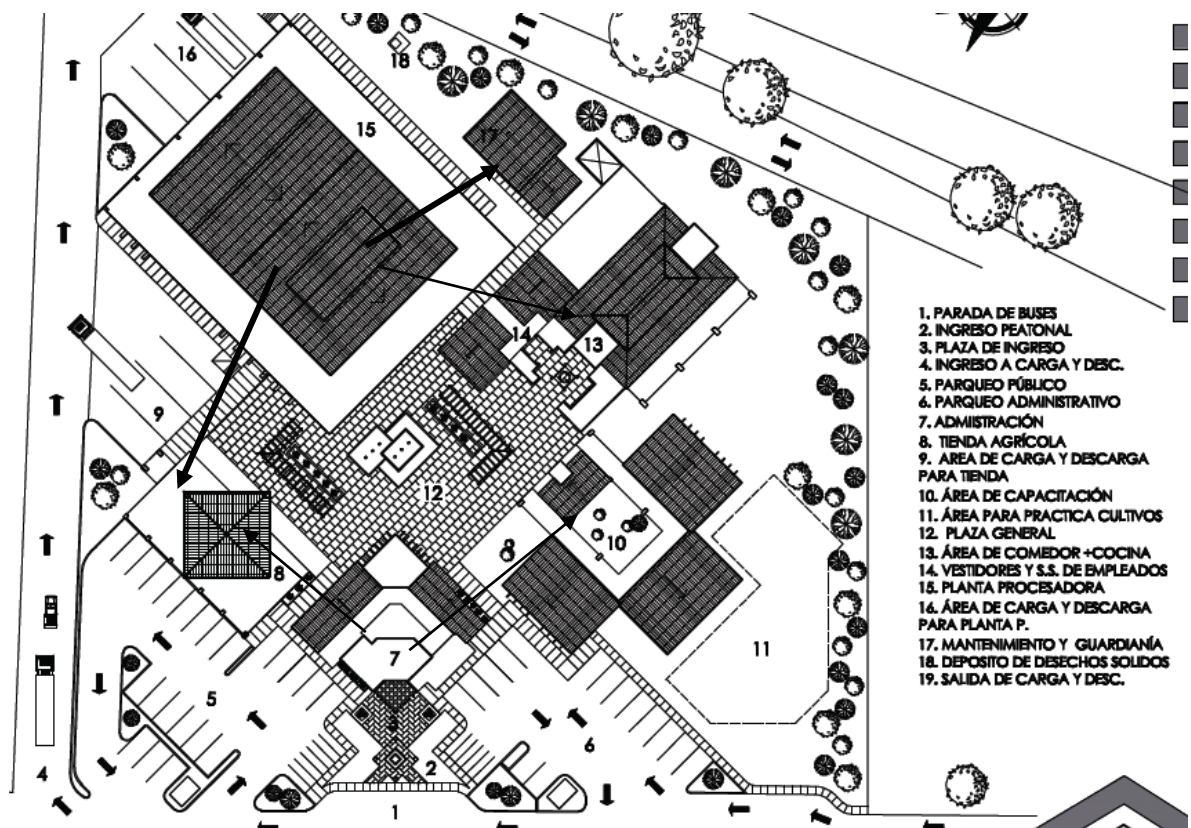 16
18
15
17
14
13
9
12
10
8
11
7
5
3
6
2
4
1
1. PARADA DE BUSES
2. INGRESO PEATONAL
3. PLAZA DE INGRESO
4. INGRESO A CARGA Y DESC.
5. PARQUEO PÚBLICO
6. PARQUEO ADMINISTRATIVO
7. ADMISTRACIÓN
8. TIENDA AGRÍCOLA
9. AREA DE CARGA Y DESCARGA
PARA TIENDA
10. ÁREA DE CAPACITACIÓN
11. ÁREA PARA PRACTICA CULTIVOS
12. PLAZA GENERAL
13. ÁREA DE COMEDOR +COCINA
14. VESTIDORES Y S.S. DE EMPLEADOS
15. PLANTA PROCESADORA
16. ÁREA DE CARGA Y DESCARGA
PARA PLANTA P.
17. MANTENIMIENTO Y GUARDIANÍA
18. DEPOSITO DE DESECHOS SOLIDOS
19. SALIDA DE CARGA Y DESC.